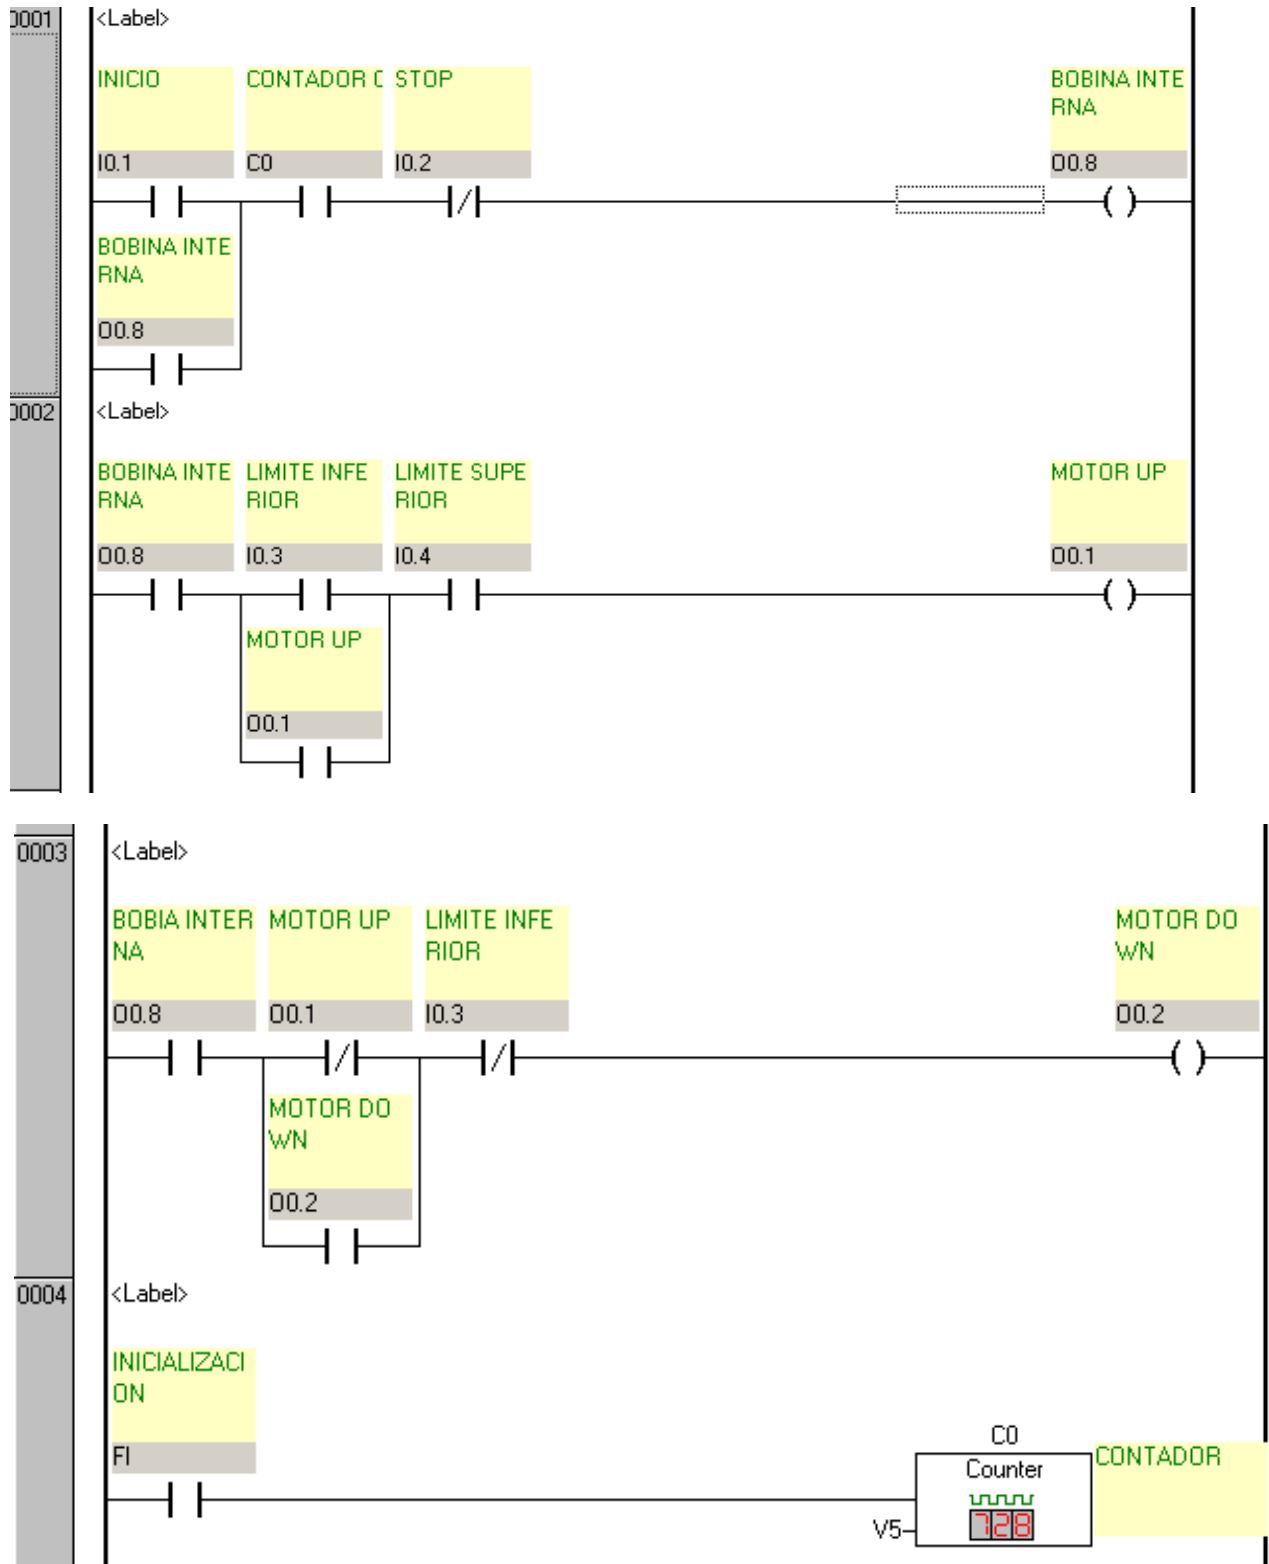 0001
<Label>
INICIO CONTADOR C STOP BOBINA INTE
RNA
I0.1 C0 I0.2 O0.8
BOBINA INTE
RNA
O0.8
0002
<Label>
BOBINA INTE LIMITE INFE LIMITE SUPE MOTOR UP
RNA RIOR RIOR
O0.8 I0.3 I0.4 O0.1
MOTOR UP
O0.1
0003
<Label>
BOBIA INTER MOTOR UP LIMITE INFE MOTOR DO
NA RIOR WN
O0.8 O0.1 I0.3 O0.2
MOTOR DO
WN
O0.2
0004
<Label>
INICIALIZACI
ON
FI
C0
Counter CONTADOR
V5
728